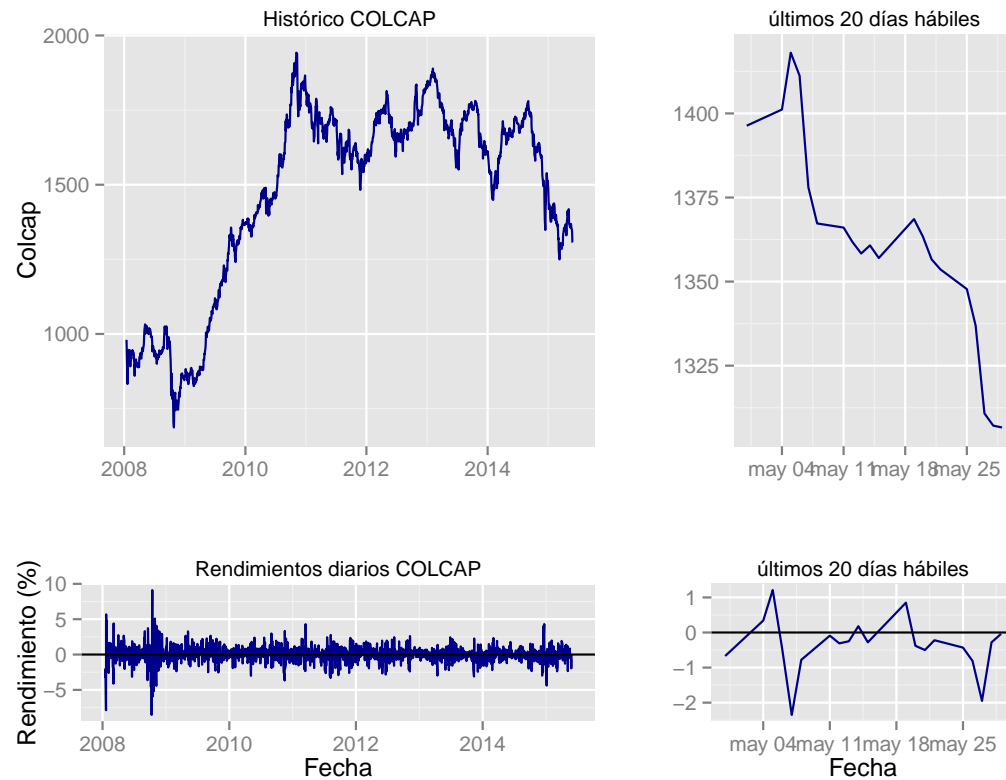 Histórico COLCAP
Colcap
2000
1500
1000
2008 2010 2012 2014
últimos 20 días hábiles
1400
1375
1350
1325
may 04 may 11 may 18 may 25
Rendimientos diarios COLCAP
Rendimiento (%)
10
5
0
−5
2008 2010 2012 2014
Fecha
últimos 20 días hábiles
1
0
−1
−2
may 04 may 11 may 18 may 25
Fecha